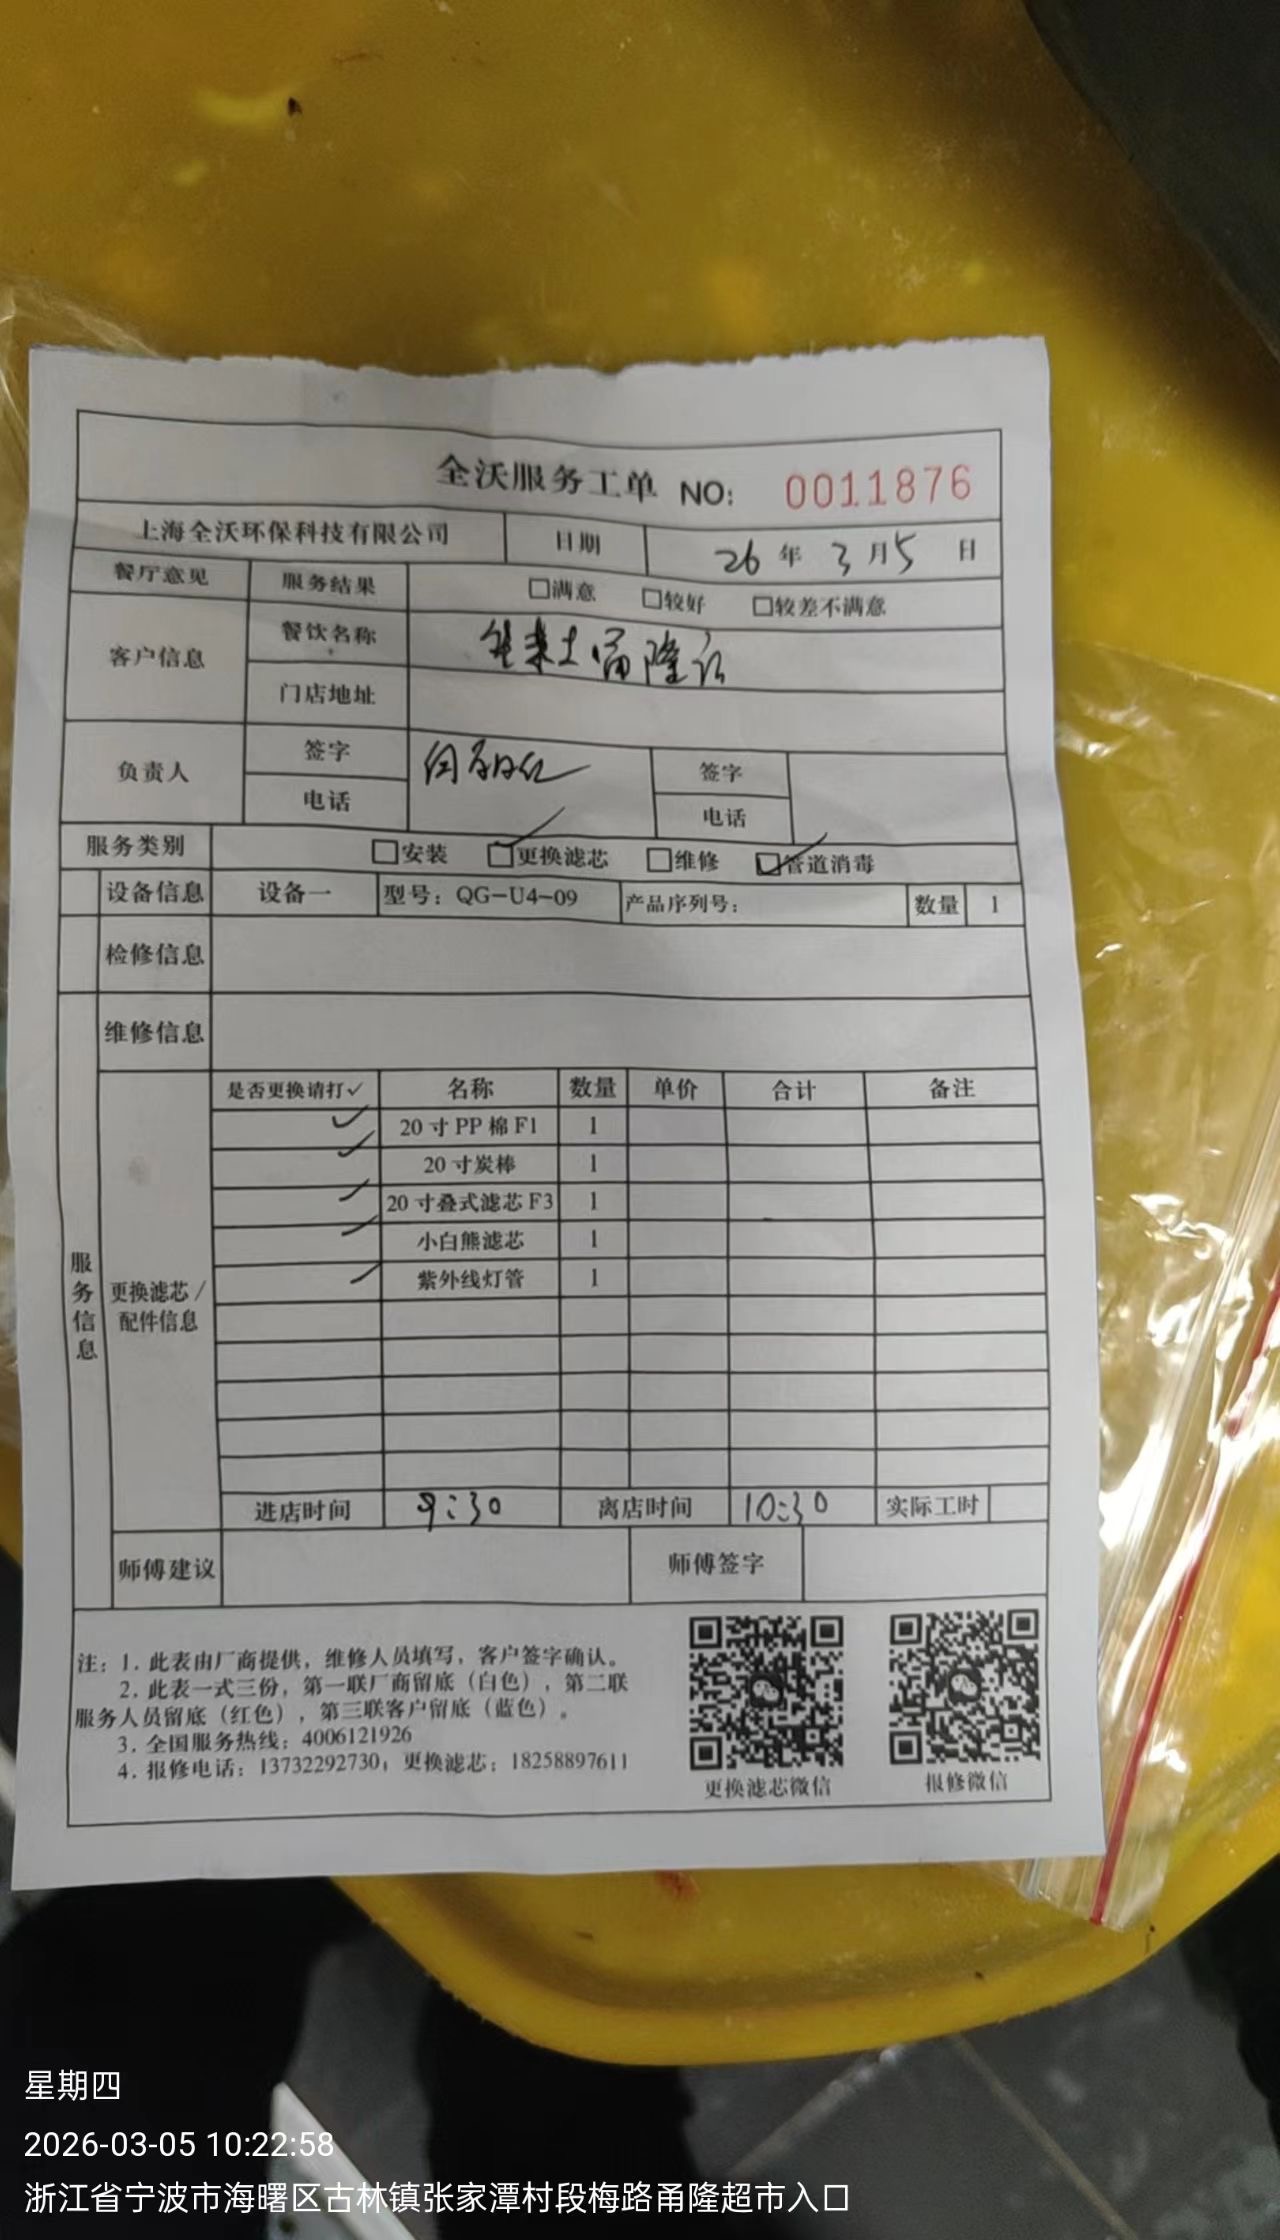 全沃服务工单 NO: 0011876
上海全沃环保科技有限公司 日期 26年3月5日
餐厅意见 服务结果 □满意 □较好 □较差不满意
客户信息 餐饮名称 隆
门店地址
负责人 签字 签字
电话 电话
服务类别 □安装 □更换滤芯 □维修 □管道消毒
设备信息 设备一 型号：QG-U4-09 产品序列号： 数量 1
检修信息
维修信息
是否更换请打✓ 名称 数量 单价 合计 备注
✓ 20寸PP棉F1 1
✓ 20寸炭棒 1
✓ 20寸叠式滤芯F3 1
✓ 小白熊滤芯 1
✓ 紫外线灯管 1
服务信息
更换滤芯/
配件信息
进店时间 9:30 离店时间 10:30 实际工时
师傅建议 师傅签字
注：1. 此表由厂商提供，维修人员填写，客户签字确认。
2. 此表一式三份，第一联厂商留底（白色），第二联
服务人员留底（红色），第三联客户留底（蓝色）。
3. 全国服务热线：4006121926
4. 报修电话：13732292730；更换滤芯：18258897611
更换滤芯微信 报修微信
星期四
2026-03-05 10:22:58
浙江省宁波市海曙区古林镇张家潭村段梅路甬隆超市入口